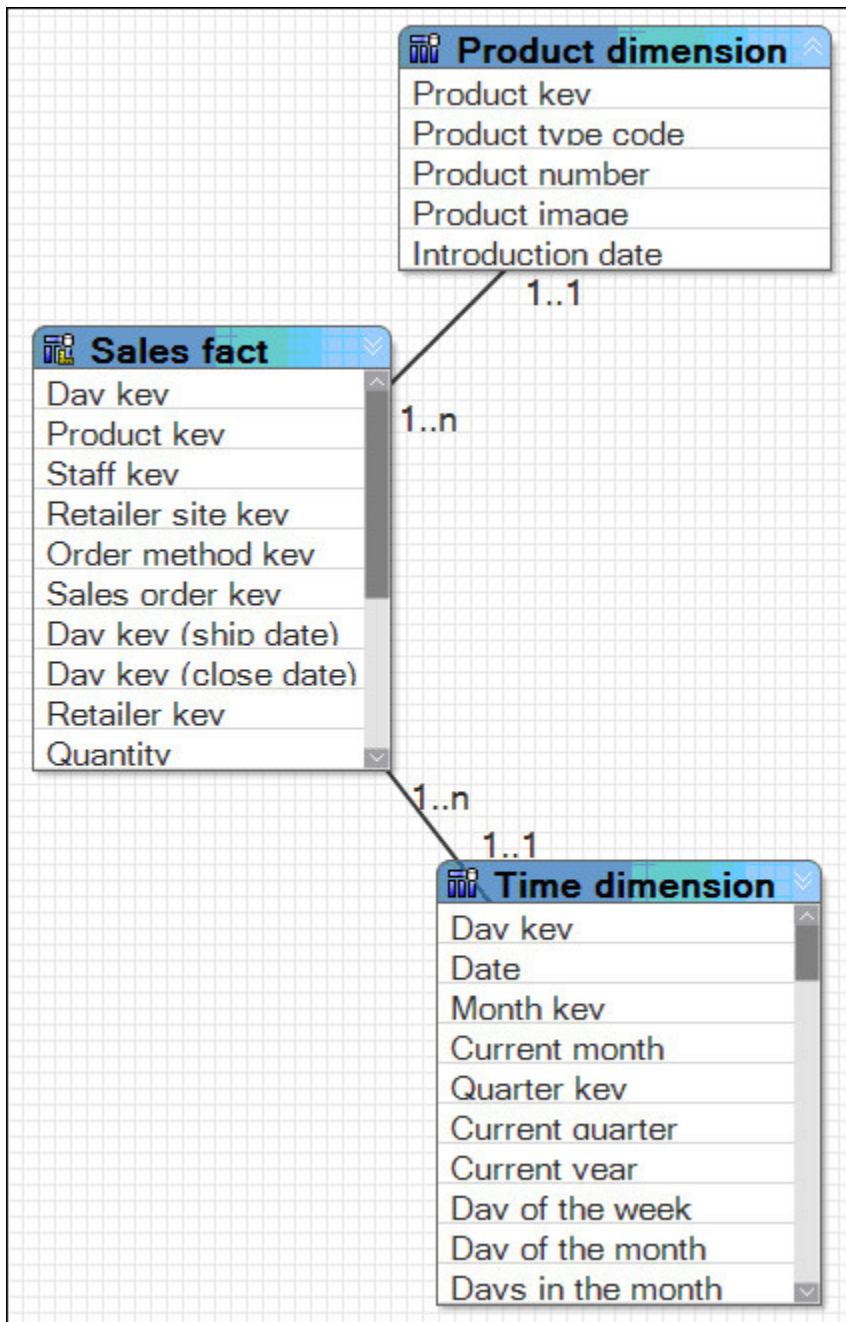 Product dimension
Product key
Product type code
Product number
Product image
Introduction date
1..1
Sales fact
1..n
Day key
Product key
Staff key
Retailer site key
Order method key
Sales order key
Day key (ship date)
Day key (close date)
Retailer key
Quantity
1..n
1..1
Time dimension
Day key
Date
Month key
Current month
Quarter key
Current quarter
Current year
Day of the week
Day of the month
Days in the month